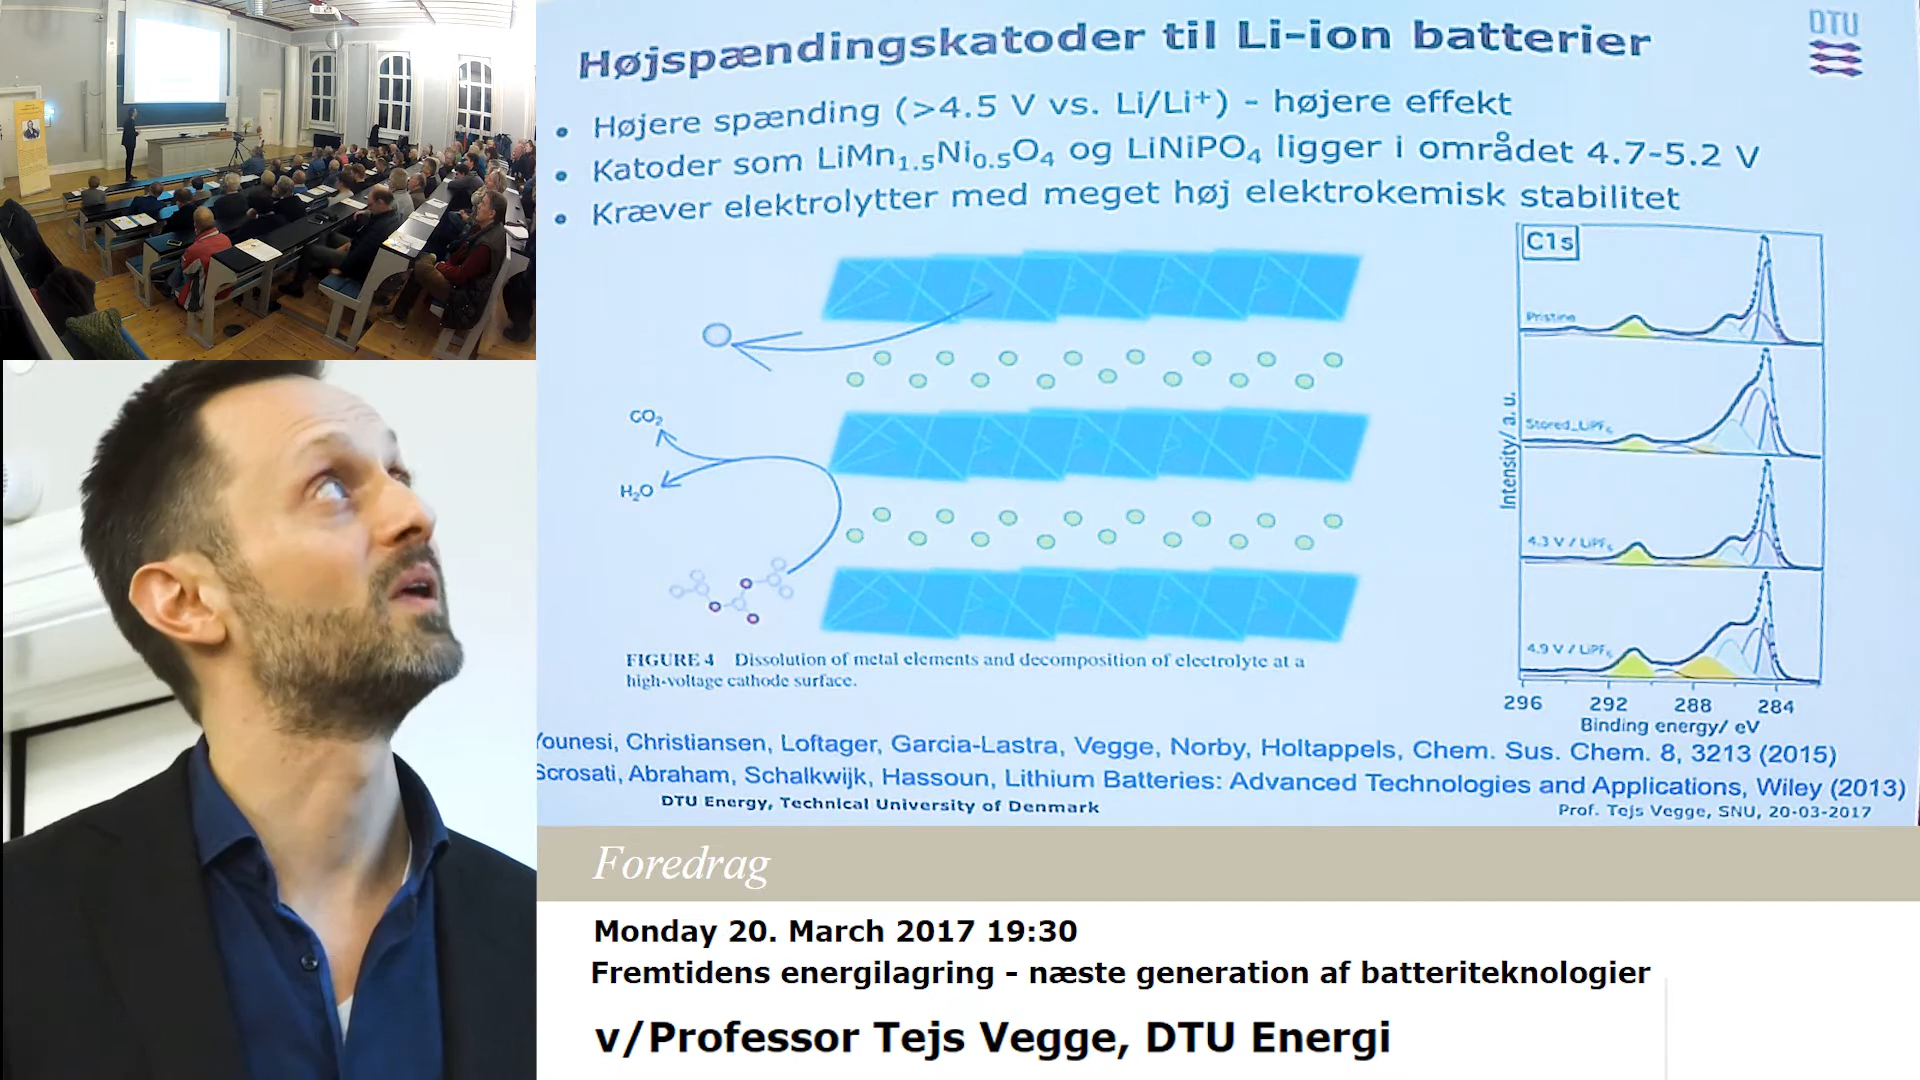 DTU
Højspændingskatoder til Li-ion batterier
• Højere spænding (>4.5 V vs. Li/Li⁺) - højere effekt
• Katoder som LiMn₁.₅Ni₀.₅O₄ og LiNiPO₄ ligger i området 4.7-5.2 V
• Kræver elektrolytter med meget høj elektrokemisk stabilitet
CO₂
H₂O
FIGURE 4 Dissolution of metal elements and decomposition of electrolyte at a
high-voltage cathode surface.
C1s
Pristine
Stored_LiPF₆
4.3 V / LiPF₆
4.9 V / LiPF₆
Intensity/ a. u.
296 292 288 284
Binding energy/ eV
Younesi, Christiansen, Loftager, Garcia-Lastra, Vegge, Norby, Holtappels, Chem. Sus. Chem. 8, 3213 (2015)
Scrosati, Abraham, Schalkwijk, Hassoun, Lithium Batteries: Advanced Technologies and Applications, Wiley (2013)
DTU Energy, Technical University of Denmark
Prof. Tejs Vegge, SNU, 20-03-2017
Foredrag
Monday 20. March 2017 19:30
Fremtidens energilagring - næste generation af batteriteknologier
v/Professor Tejs Vegge, DTU Energi